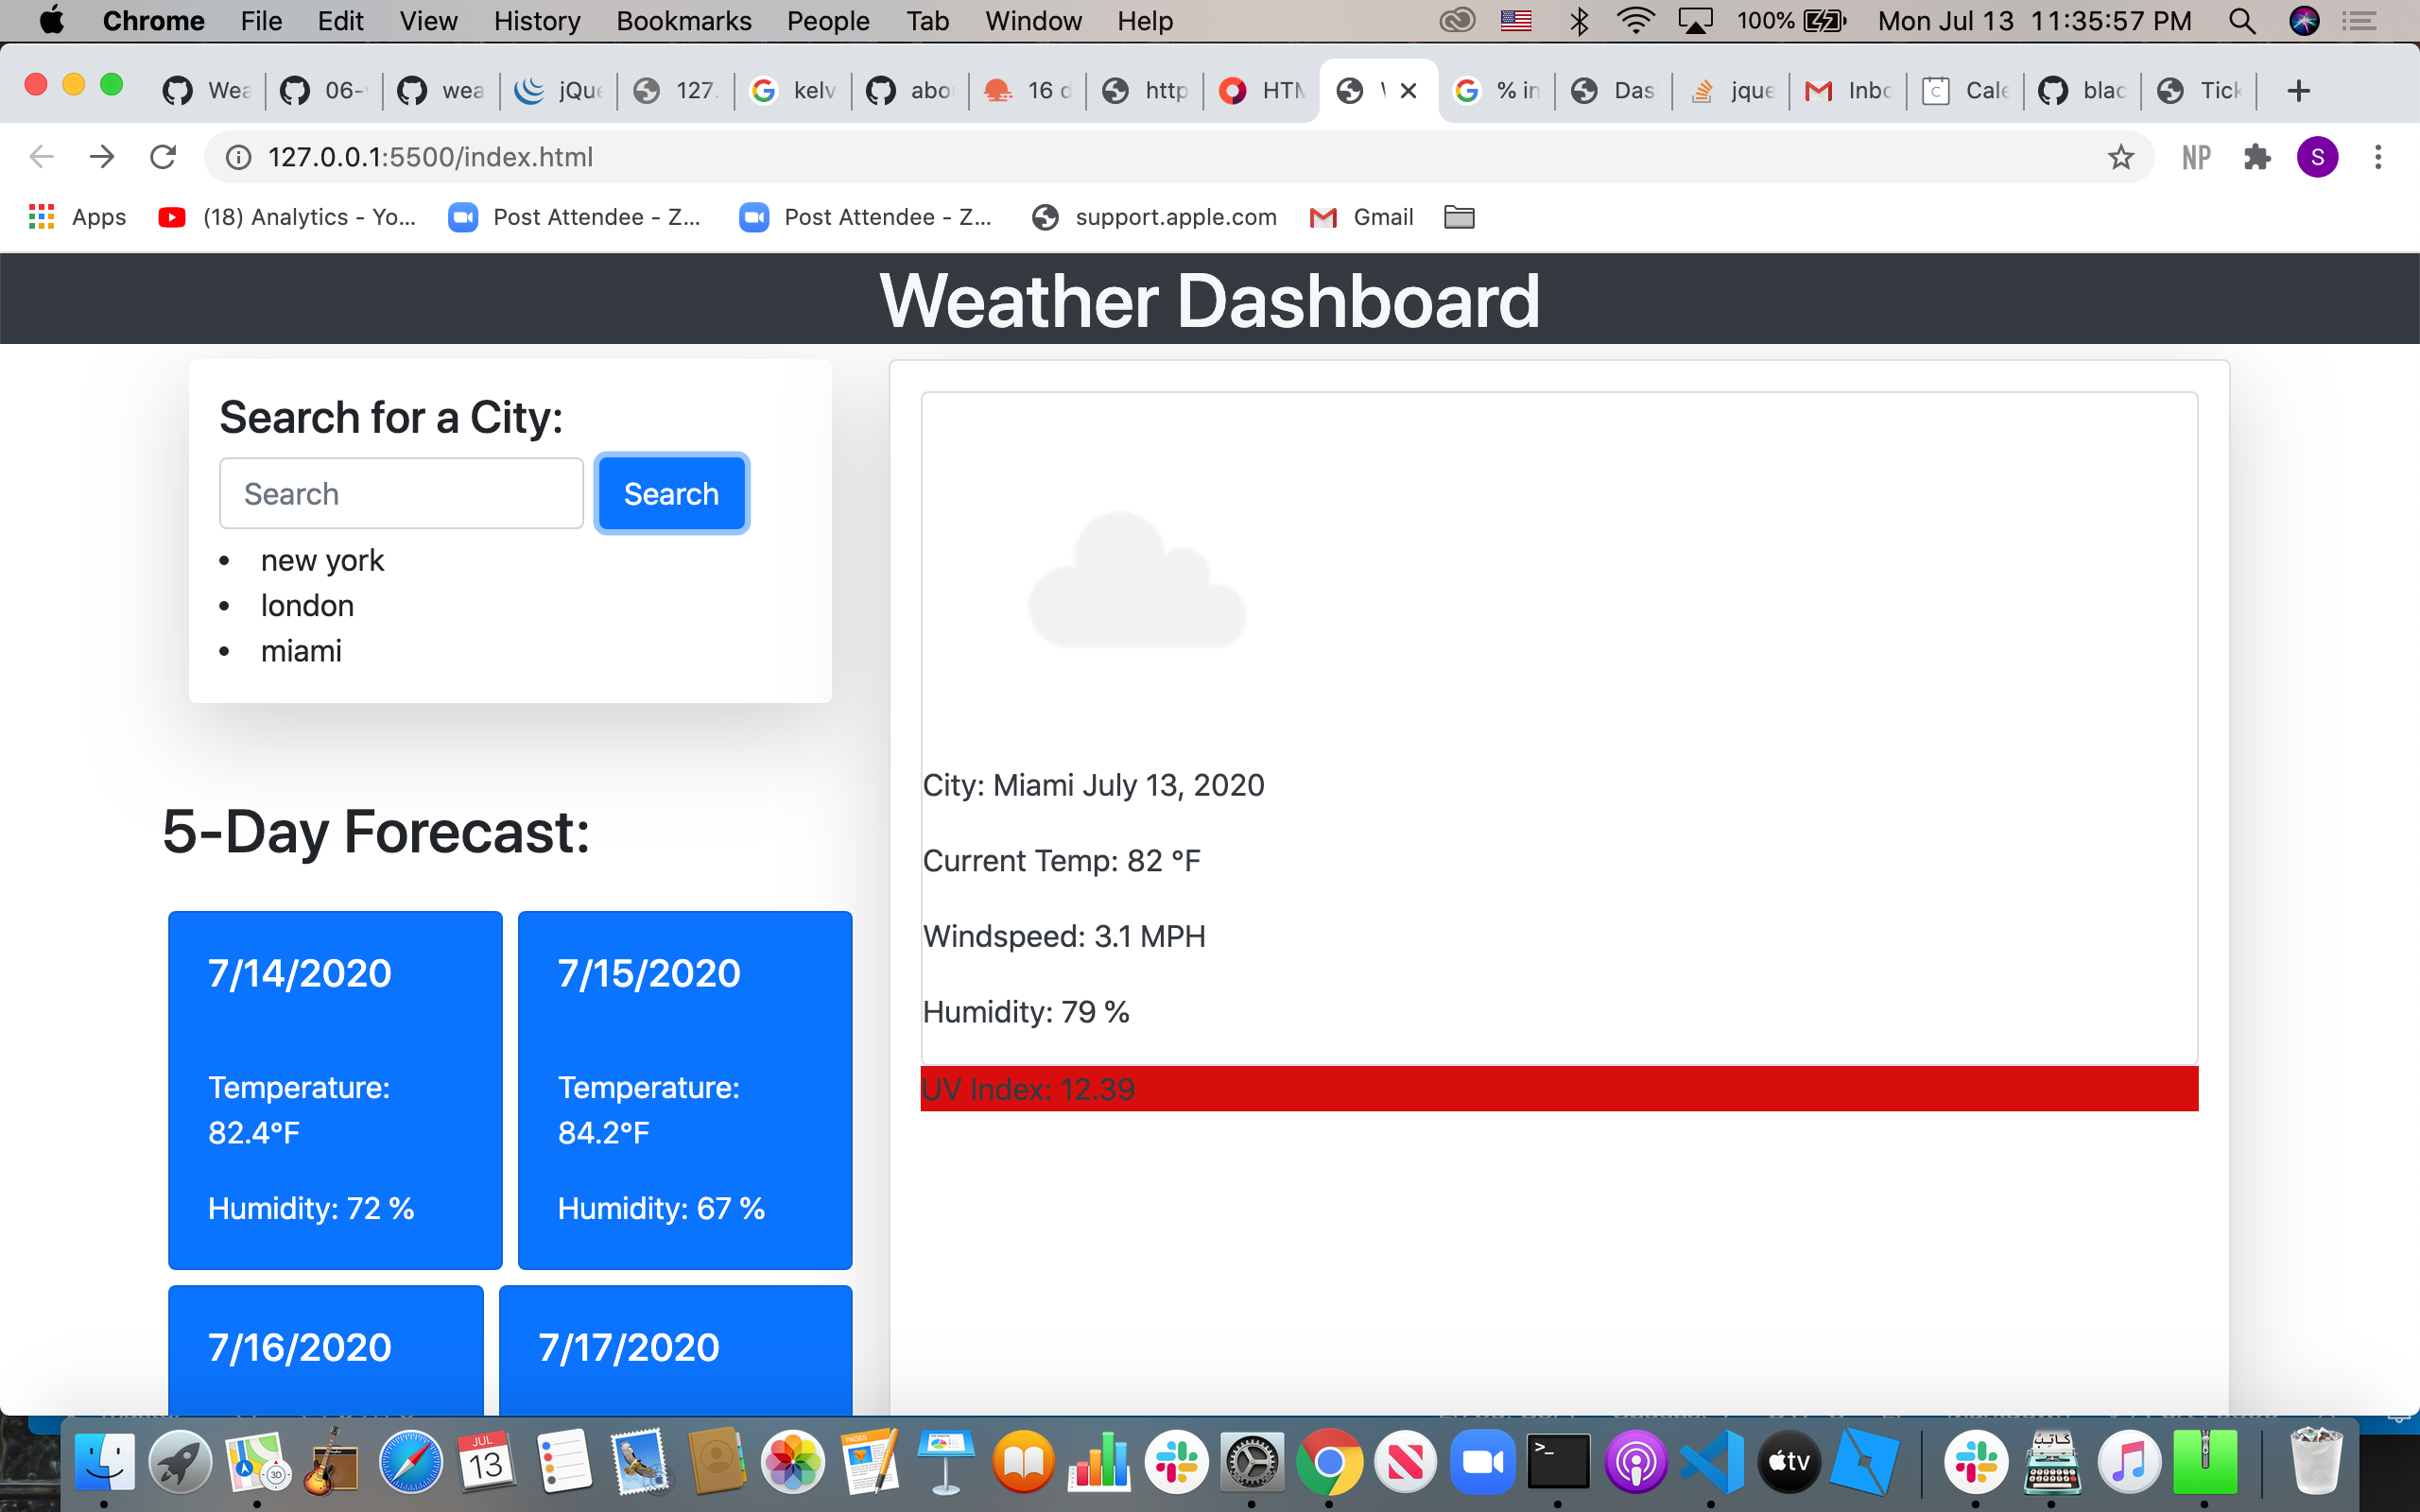 Chrome File Edit View History Bookmarks People Tab Window Help 100% Mon Jul 13 11:35:57 PM
Wea 06- wea jQue 127. kelv abo 16 d http HTM % in Das jque Inbo Cale blac Tick
127.0.0.1:5500/index.html NP S
Apps (18) Analytics - Yo... Post Attendee - Z... Post Attendee - Z... support.apple.com Gmail
Weather Dashboard
Search for a City:
Search Search
• new york
• london
• miami
5-Day Forecast:
7/14/2020
Temperature:
82.4°F
Humidity: 72 %
7/15/2020
Temperature:
84.2°F
Humidity: 67 %
7/16/2020
7/17/2020
City: Miami July 13, 2020
Current Temp: 82 °F
Windspeed: 3.1 MPH
Humidity: 79 %
UV Index: 12.39
3D
JUL
13
PAGES
>_
tv
كاتب